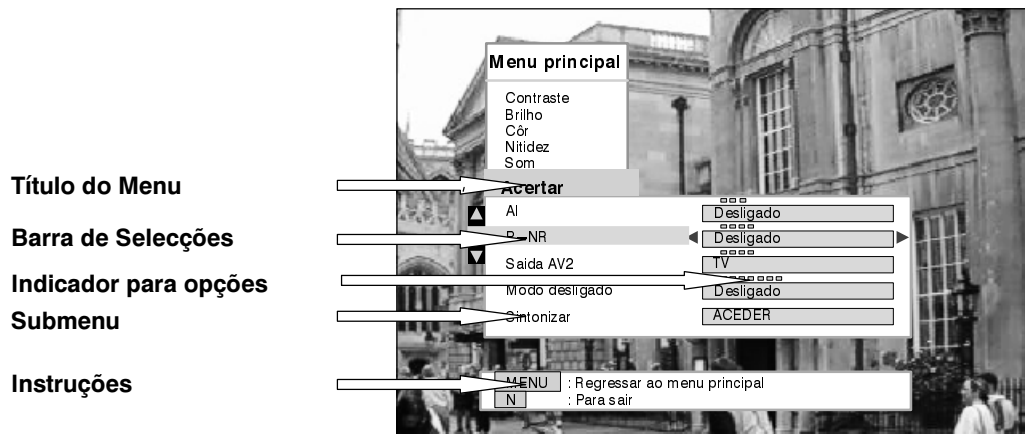 Menu principal
Contraste
Brilho
Côr
Nitidez
Som
Título do Menu
Acertar
AI
Desligado
Barra de Selecções
NR
Desligado
Saida AV2
TV
Indicador para opções
Modo desligado
Desligado
Submenu
Sintonizar
ACEDER
Instruções
MENU : Regressar ao menu principal
N : Para sair